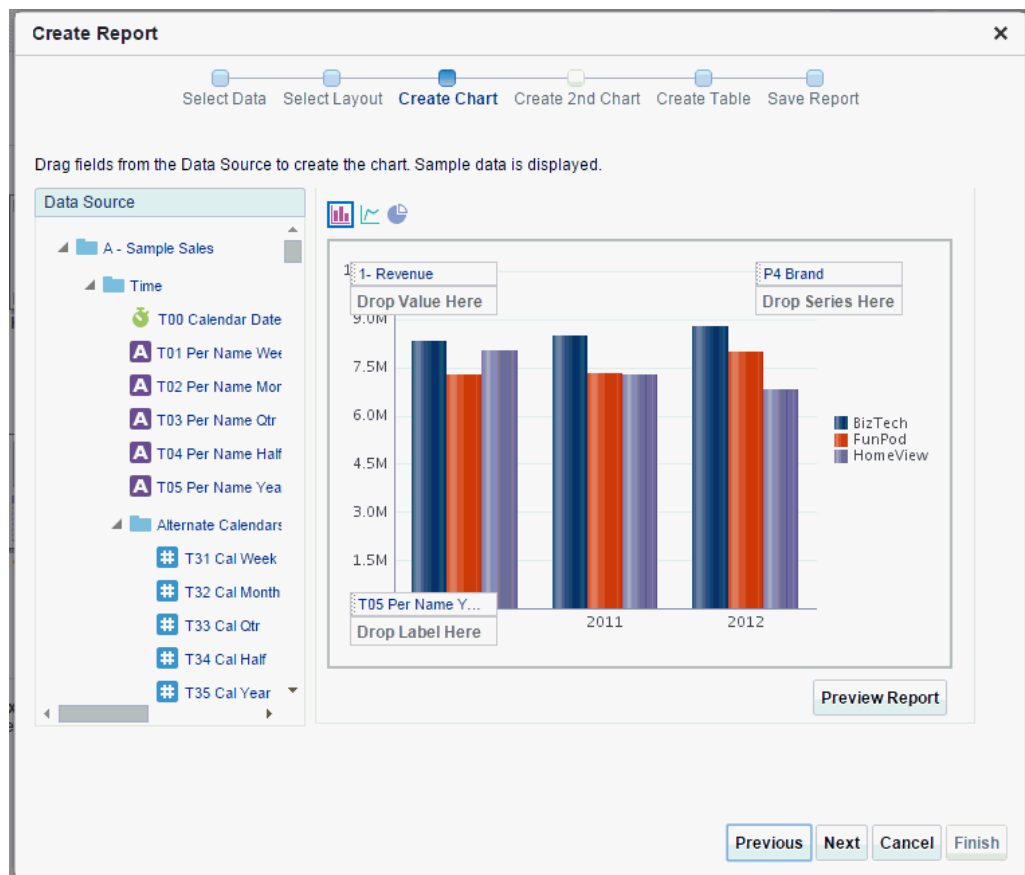 Create Report
Select Data Select Layout Create Chart Create 2nd Chart Create Table Save Report
Drag fields from the Data Source to create the chart. Sample data is displayed.
Data Source
A - Sample Sales
Time
T00 Calendar Date
T01 Per Name Wee
T02 Per Name Mor
T03 Per Name Qtr
T04 Per Name Half
T05 Per Name Yea
Alternate Calendars
T31 Cal Week
T32 Cal Month
T33 Cal Qtr
T34 Cal Half
T35 Cal Year
1- Revenue
Drop Value Here
P4 Brand
Drop Series Here
9.0M
7.5M
6.0M
4.5M
3.0M
1.5M
BizTech
FunPod
HomeView
T05 Per Name Y...
Drop Label Here
2011 2012
Preview Report
Previous Next Cancel Finish